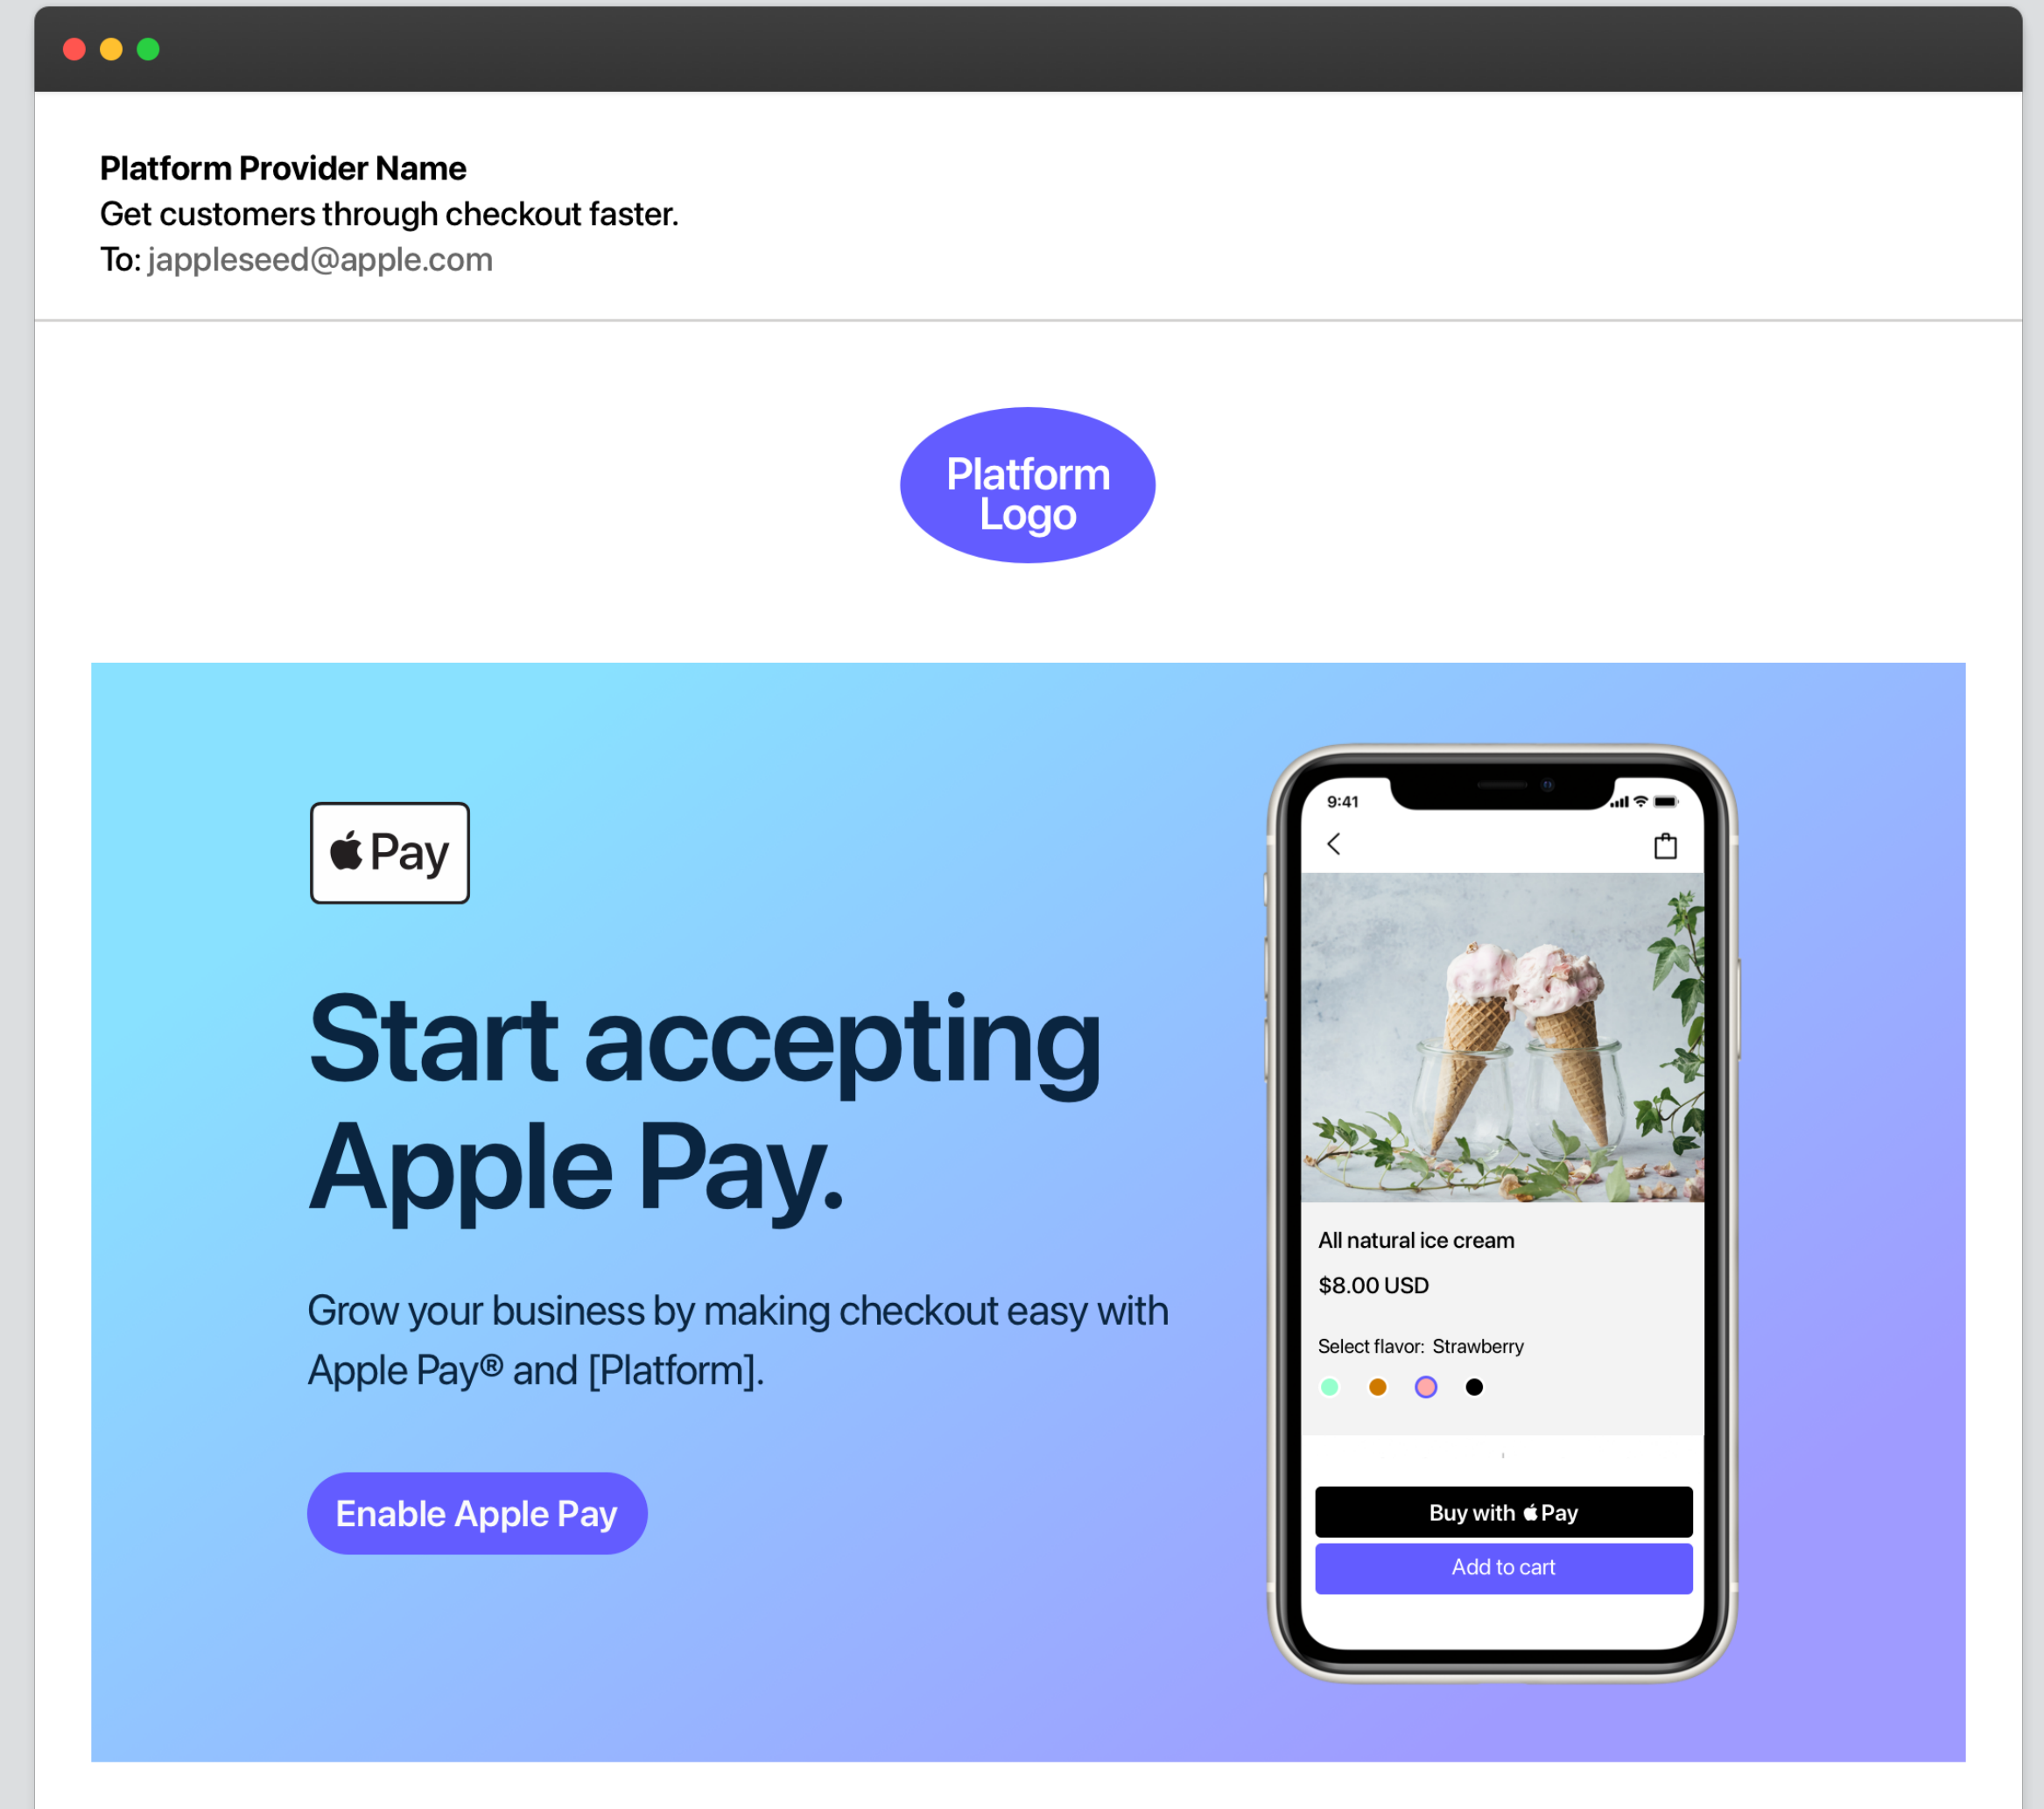 Platform Provider Name
Get customers through checkout faster.
To: jappleseed@apple.com
Platform
Logo
Pay
Start accepting
Apple Pay.
Grow your business by making checkout easy with
Apple Pay® and [Platform].
Enable Apple Pay
9:41
All natural ice cream
$8.00 USD
Select flavor: Strawberry
Buy with Pay
Add to cart